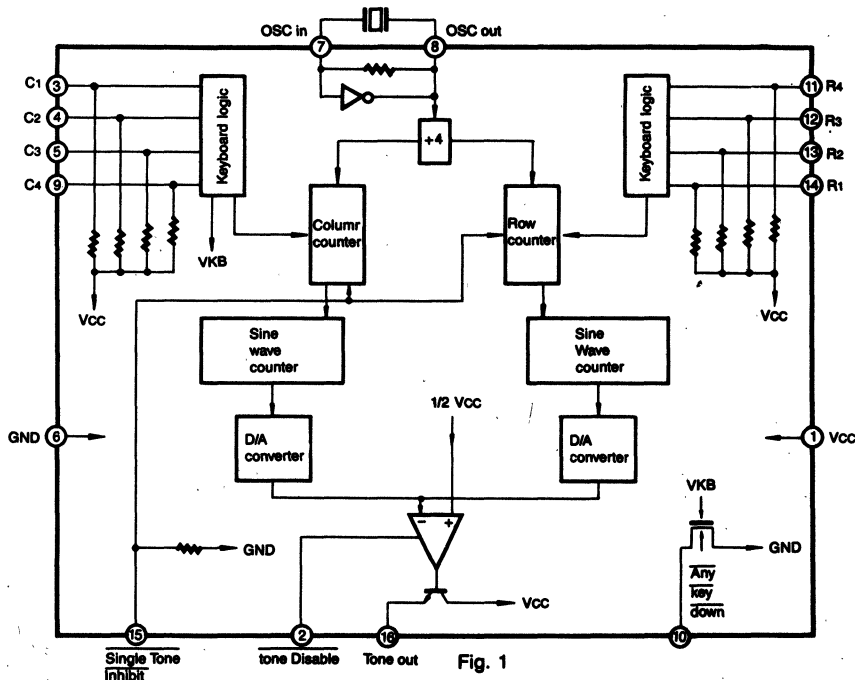 OSC in
7
8
OSC out
C1
3
C2
4
C3
5
C4
9
Keyboard logic
VKB
VCC
÷4
Columr
counter
Row
counter
Keyboard logic
11
R4
12
R3
13
R2
14
R1
VCC
Sine
wave
counter
Sine
Wave
counter
D/A
converter
1/2 VCC
D/A
converter
GND
6
1
VCC
-
+
VKB
GND
Any
key
down
GND
VCC
15
2
16
10
Single Tone
Inhibit
tone Disable
Tone out
Fig. 1